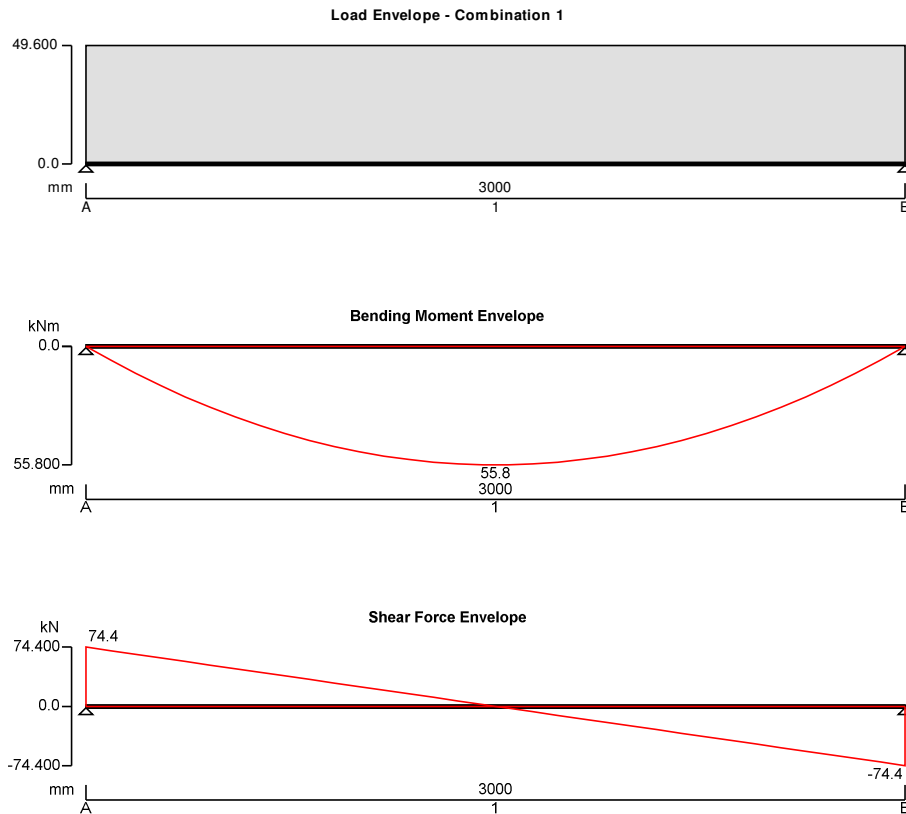 Load Envelope - Combination 1
49.600
0.0
mm
3000
A
1
Bending Moment Envelope
kNm
0.0
55.800
55.8
mm
3000
A
1
Shear Force Envelope
kN
74.400
74.4
0.0
-74.400
-74.4
mm
3000
A
1